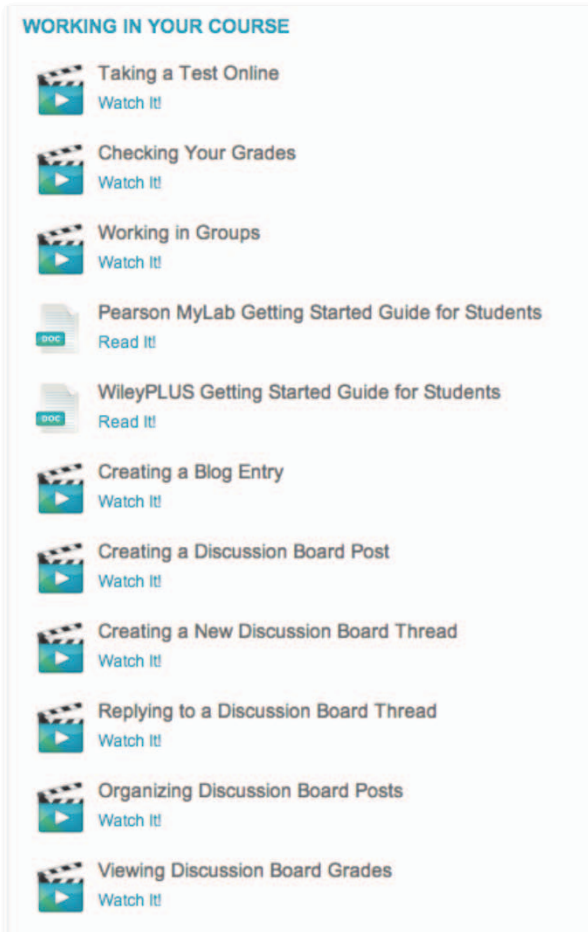 WORKING IN YOUR COURSE
Taking a Test Online
Watch It!
Checking Your Grades
Watch It!
Working in Groups
Watch It!
Pearson MyLab Getting Started Guide for Students
DOC
Read It!
WileyPLUS Getting Started Guide for Students
DOC
Read It!
Creating a Blog Entry
Watch It!
Creating a Discussion Board Post
Watch It!
Creating a New Discussion Board Thread
Watch It!
Replying to a Discussion Board Thread
Watch It!
Organizing Discussion Board Posts
Watch It!
Viewing Discussion Board Grades
Watch It!